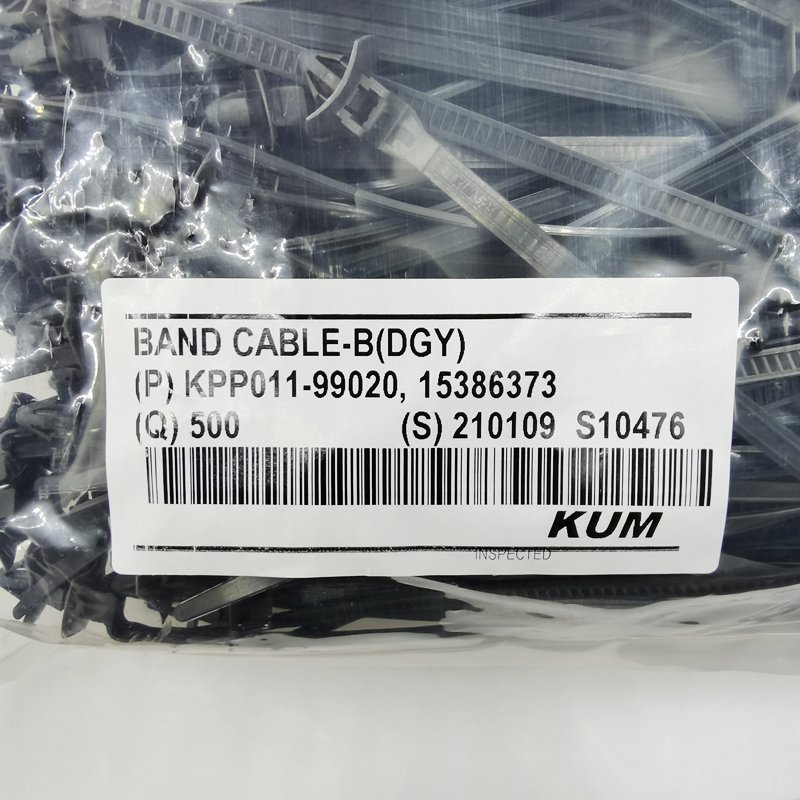 BAND CABLE-B(DGY)
(P) KPP011-99020, 15386373
(Q) 500 (S) 210109 S10476
KUM
INSPECTED